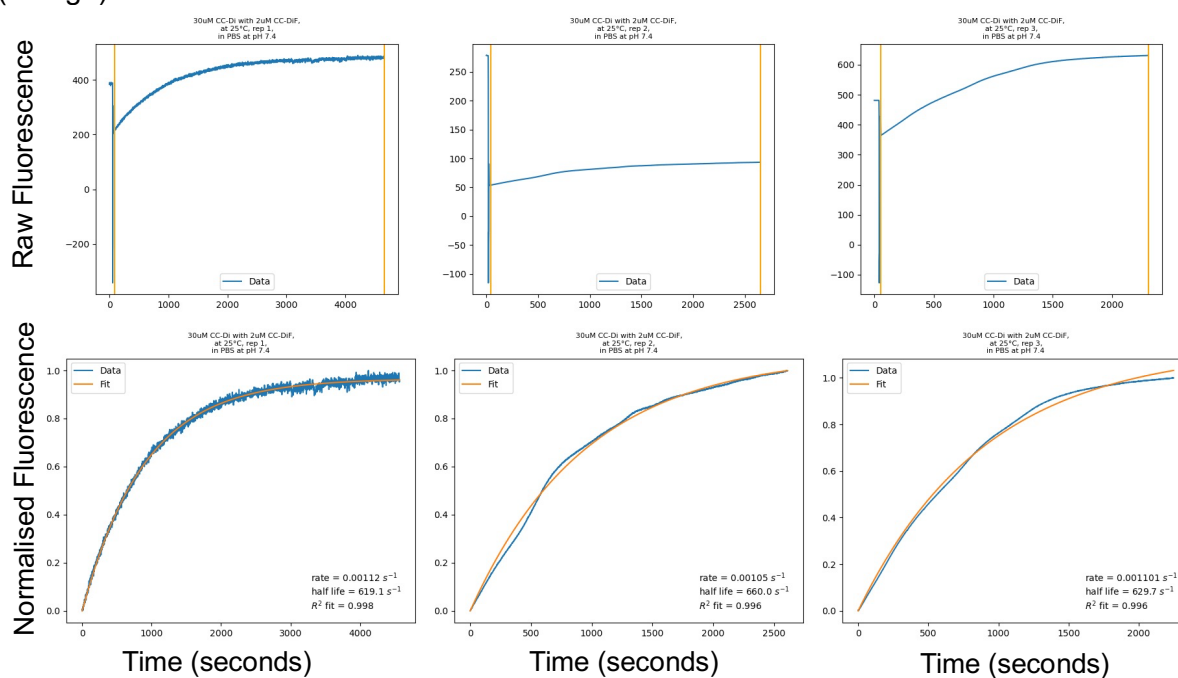 30uM CC-Di with 2uM CC-DiF,
at 25°C, rep 1,
in PBS at pH 7.4
30uM CC-Di with 2uM CC-DiF,
at 25°C, rep 2,
in PBS at pH 7.4
30uM CC-Di with 2uM CC-DiF,
at 25°C, rep 3,
in PBS at pH 7.4
Raw Fluorescence
400
200
0
−200
Data
0 1000 2000 3000 4000
250
200
150
100
50
0
−50
−100
Data
0 500 1000 1500 2000 2500
600
500
400
300
200
100
0
−100
Data
0 1000 2000
30uM CC-Di with 2uM CC-DiF,
at 25°C, rep 1,
in PBS at pH 7.4
30uM CC-Di with 2uM CC-DiF,
at 25°C, rep 2,
in PBS at pH 7.4
30uM CC-Di with 2uM CC-DiF,
at 25°C, rep 3,
in PBS at pH 7.4
Normalised Fluorescence
1.0
0.8
0.6
0.4
0.2
0.0
Data
Fit
rate = 0.00112 s⁻¹
half life = 619.1 s⁻¹
R² fit = 0.998
0 1000 2000 3000 4000
Time (seconds)
1.0
0.8
0.6
0.4
0.2
0.0
Data
Fit
rate = 0.00105 s⁻¹
half life = 660.0 s⁻¹
R² fit = 0.996
0 500 1000 1500 2000 2500
Time (seconds)
1.0
0.8
0.6
0.4
0.2
0.0
Data
Fit
rate = 0.001101 s⁻¹
half life = 629.7 s⁻¹
R² fit = 0.996
0 500 1000 1500 2000
Time (seconds)